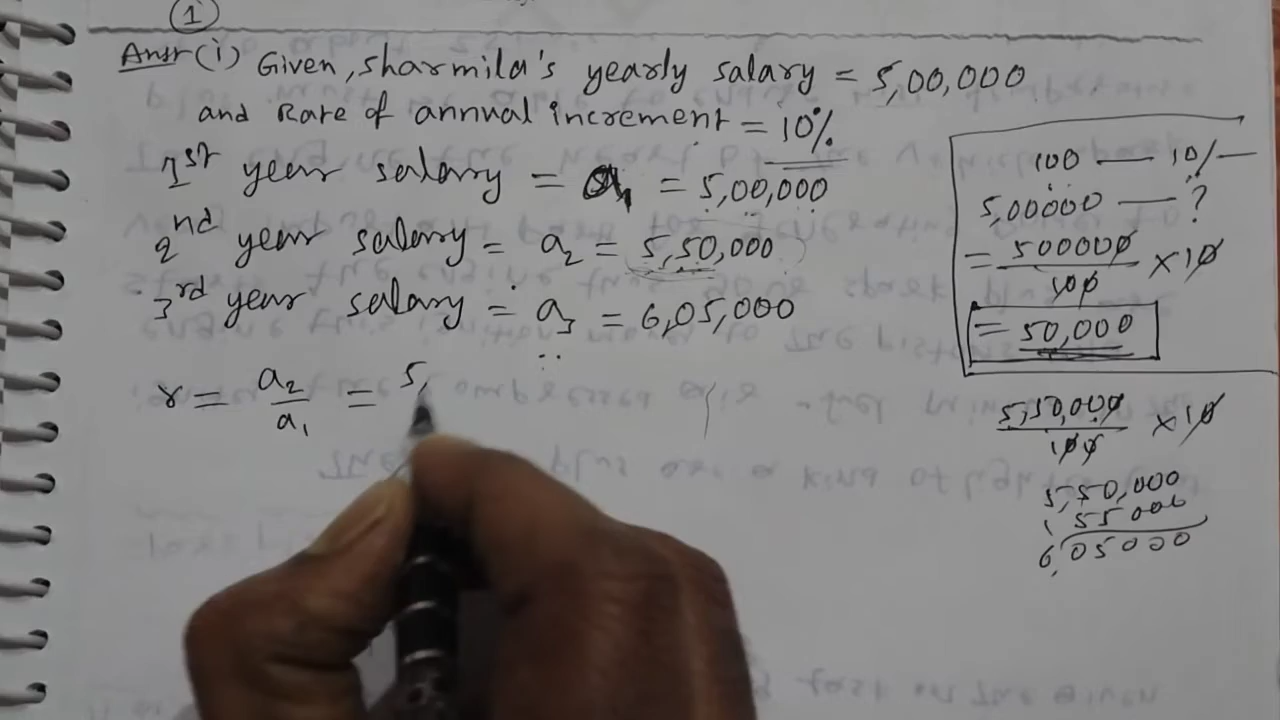 ①
Ansr (i) Given, Sharmila's yearly salary = 5,00,000
and Rate of annual increment = 10%
1st year salary = a1 = 5,00,000
2nd year salary = a2 = 5,50,000
3rd year salary = a3 = 6,05,000
r = a2/a1 = 5,
100 — 10%
5,00000 — ?
= 500000/100 × 10
= 50,000
5,50,000/100 × 10
5,50,000
55000
6,05000